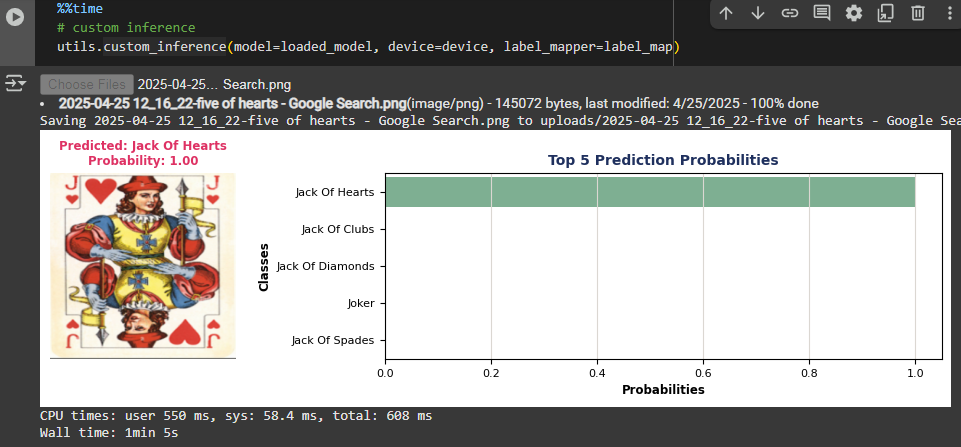 %%time
# custom inference
utils.custom_inference(model=loaded_model, device=device, label_mapper=label_map)
Choose Files 2025-04-25... Search.png
• 2025-04-25 12_16_22-five of hearts - Google Search.png(image/png) - 145072 bytes, last modified: 4/25/2025 - 100% done
Saving 2025-04-25 12_16_22-five of hearts - Google Search.png to uploads/2025-04-25 12_16_22-five of hearts - Google Sea
Predicted: Jack Of Hearts
Probability: 1.00
J J
J J
Top 5 Prediction Probabilities
Classes
Jack Of Hearts
Jack Of Clubs
Jack Of Diamonds
Joker
Jack Of Spades
0.0 0.2 0.4 0.6 0.8 1.0
Probabilities
CPU times: user 550 ms, sys: 58.4 ms, total: 608 ms
Wall time: 1min 5s